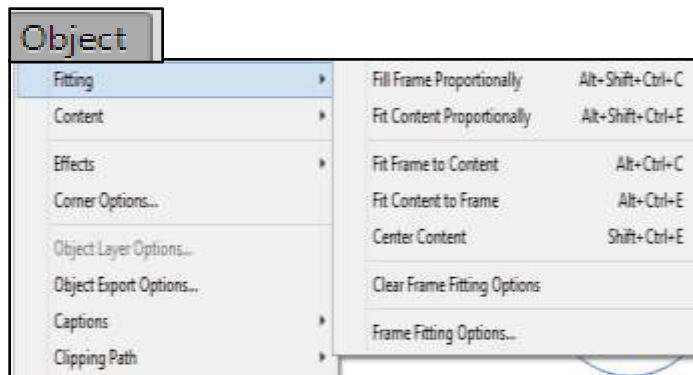 Object
Fitting
Content
Effects
Corner Options...
Object Layer Options...
Object Export Options...
Captions
Clipping Path
Fill Frame Proportionally Alt+Shift+Ctrl+C
Fit Content Proportionally Alt+Shift+Ctrl+E
Fit Frame to Content Alt+Ctrl+C
Fit Content to Frame Alt+Ctrl+E
Center Content Shift+Ctrl+E
Clear Frame Fitting Options
Frame Fitting Options...